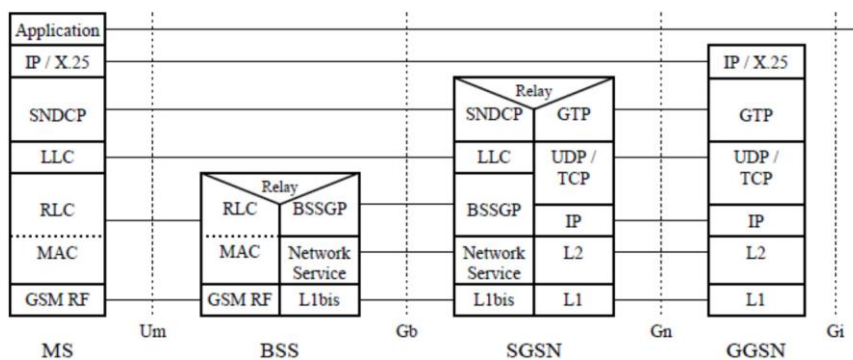 Application
IP / X.25
IP / X.25
Relay
SNDCP
SNDCP
GTP
GTP
LLC
LLC
UDP /
TCP
UDP /
TCP
Relay
RLC
RLC
BSSGP
BSSGP
IP
IP
MAC
MAC
Network
Service
Network
Service
L2
L2
GSM RF
GSM RF
L1bis
L1bis
L1
L1
Um
Gb
Gn
Gi
MS
BSS
SGSN
GGSN